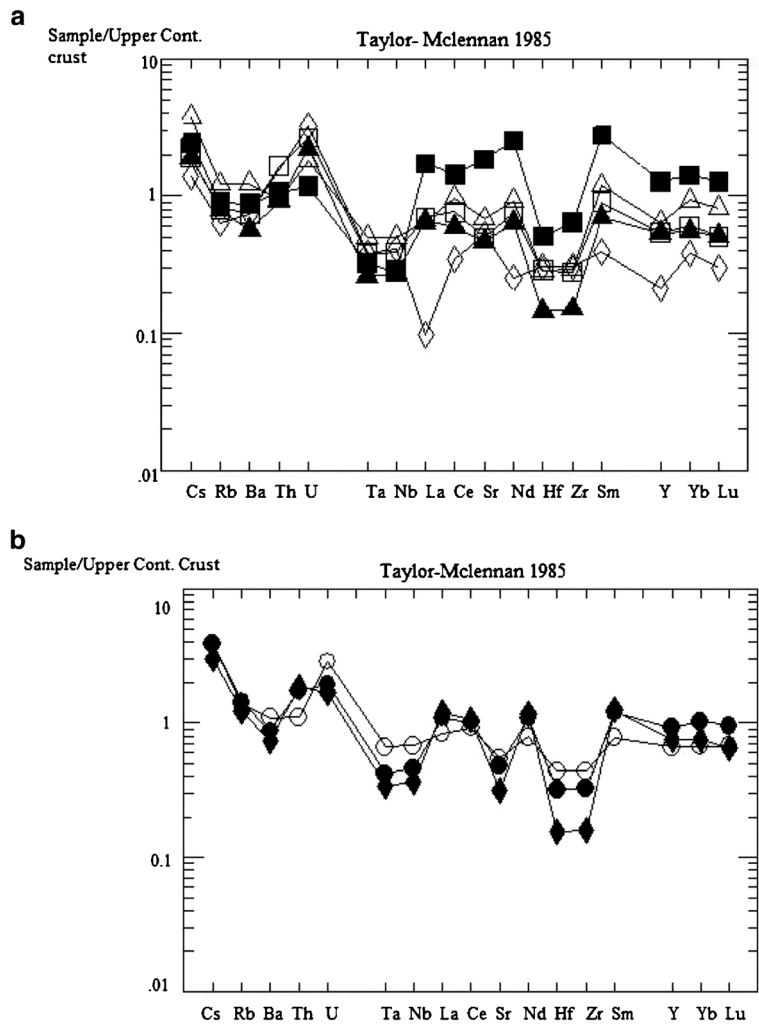 a
Sample/Upper Cont.
crust
Taylor- Mclennan 1985
10
1
0.1
.01
Cs Rb Ba Th U Ta Nb La Ce Sr Nd Hf Zr Sm Y Yb Lu
b
Sample/Upper Cont. Crust
Taylor-Mclennan 1985
10
1
0.1
.01
Cs Rb Ba Th U Ta Nb La Ce Sr Nd Hf Zr Sm Y Yb Lu